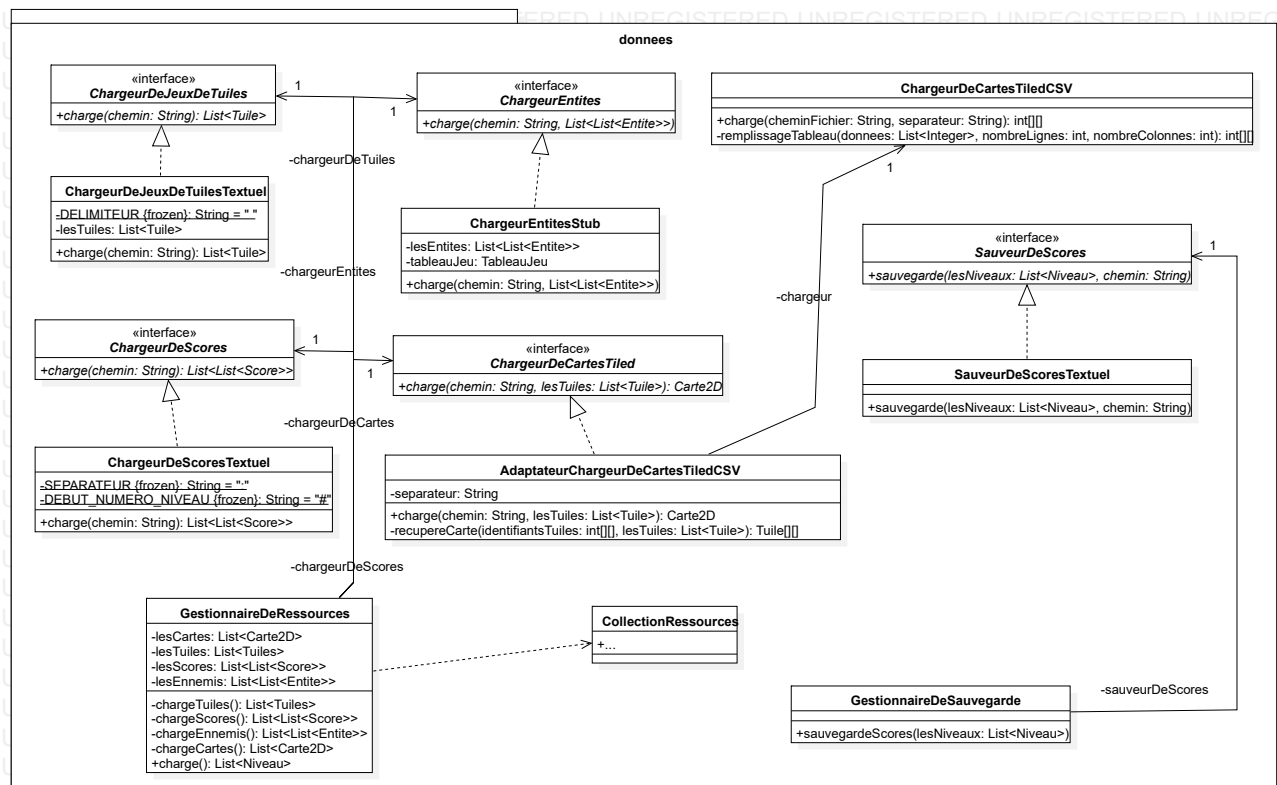 UNREGISTERED UNREGISTERED UNREGISTERED UNREG
donnees
«interface»
ChargeurDeJeuxDeTuiles
+charge(chemin: String): List<Tuile>
1
1
«interface»
ChargeurEntites
+charge(chemin: String, List<List<Entite>>)
ChargeurDeCartesTiledCSV
+charge(cheminFichier: String, separateur: String): int[][]
-remplissageTableau(donnees: List<Integer>, nombreLignes: int, nombreColonnes: int): int[][]
1
-chargeurDeTuiles
ChargeurDeJeuxDeTuilesTextuel
-DELIMITEUR {frozen}: String = " "
-lesTuiles: List<Tuile>
+charge(chemin: String): List<Tuile>
ChargeurEntitesStub
-lesEntites: List<List<Entite>>
-tableauJeu: TableauJeu
+charge(chemin: String, List<List<Entite>>)
«interface»
SauveurDeScores
+sauvegarde(lesNiveaux: List<Niveau>, chemin: String)
1
-chargeurEntites
-chargeur
«interface»
ChargeurDeScores
+charge(chemin: String): List<List<Score>>
1
1
«interface»
ChargeurDeCartesTiled
+charge(chemin: String, lesTuiles: List<Tuile>): Carte2D
SauveurDeScoresTextuel
+sauvegarde(lesNiveaux: List<Niveau>, chemin: String)
-chargeurDeCartes
ChargeurDeScoresTextuel
-SEPARATEUR {frozen}: String = ":"
-DEBUT_NUMERO_NIVEAU {frozen}: String = "#"
+charge(chemin: String): List<List<Score>>
AdaptateurChargeurDeCartesTiledCSV
-separateur: String
+charge(chemin: String, lesTuiles: List<Tuile>): Carte2D
-recupereCarte(identifiantsTuiles: int[][], lesTuiles: List<Tuile>): Tuile[][]
-chargeurDeScores
GestionnaireDeRessources
-lesCartes: List<Carte2D>
-lesTuiles: List<Tuiles>
-lesScores: List<List<Score>>
-lesEnnemis: List<List<Entite>>
-chargeTuiles(): List<Tuiles>
-chargeScores(): List<List<Score>>
-chargeEnnemis(): List<List<Entite>>
-chargeCartes(): List<Carte2D>
+charge(): List<Niveau>
CollectionRessources
+...
GestionnaireDeSauvegarde
+sauvegardeScores(lesNiveaux: List<Niveau>)
-sauveurDeScores